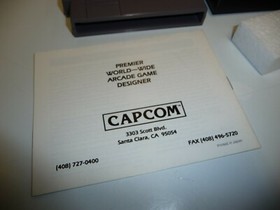 PREMIER
WORLD—WIDE
ARCADE GAME
DESIGNER
CAPCOM
3303 Scott Blvd.
Santa Clara, CA 95054
(408) 727-0400
FAX (408) 496-5720